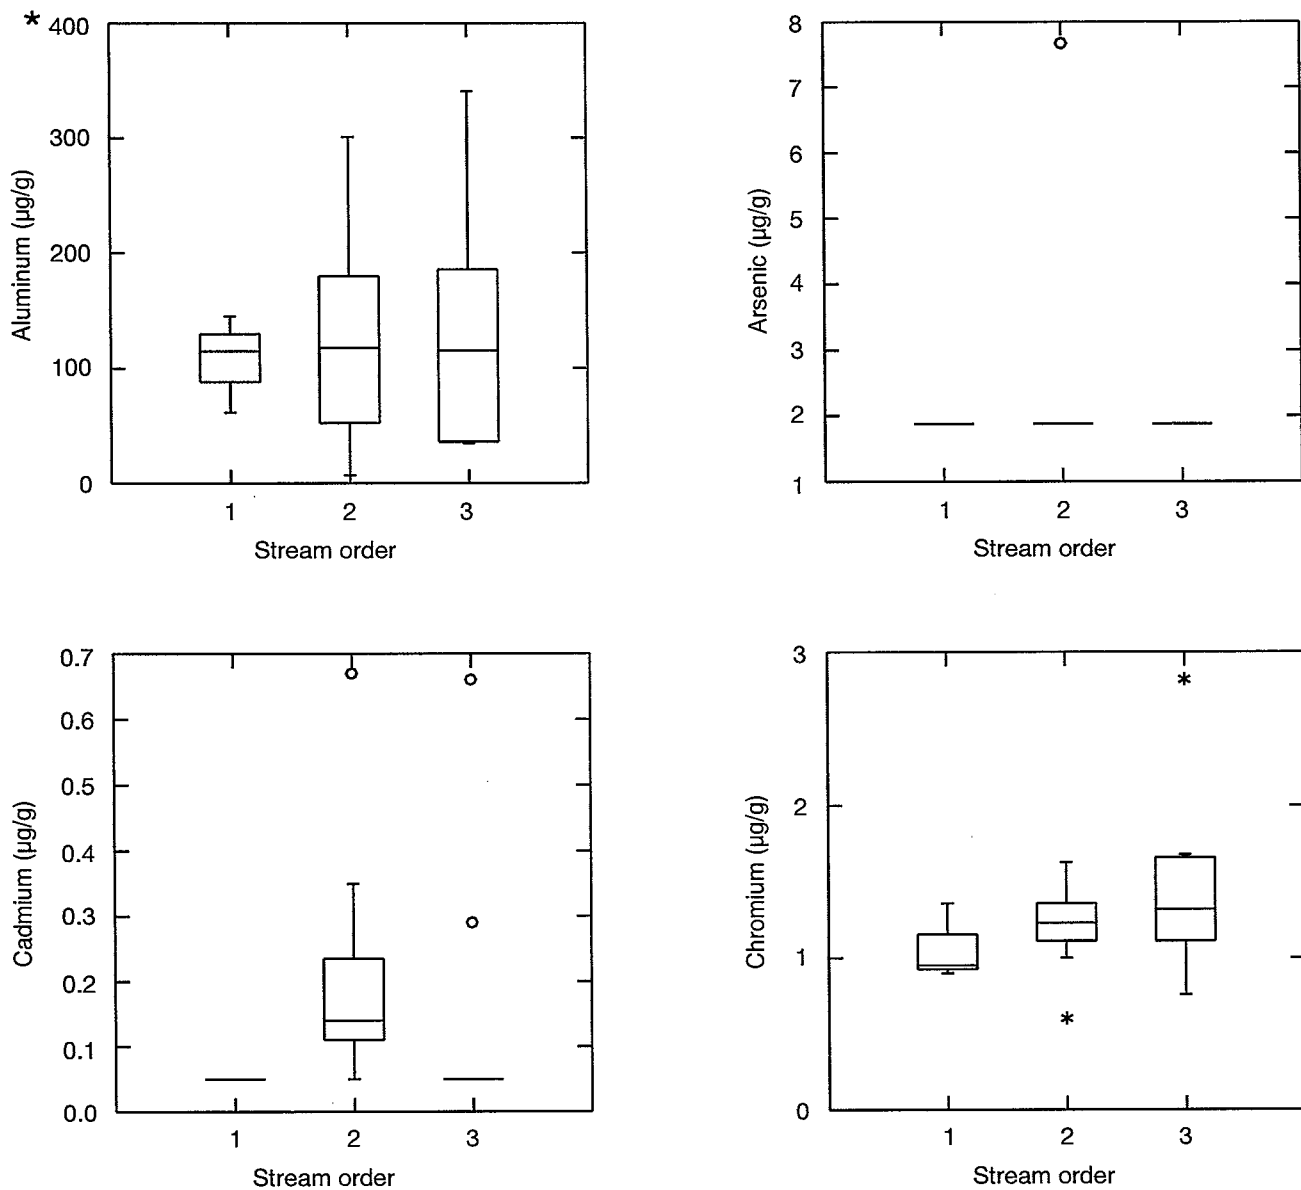 *
400
300
200
100
0
Aluminum (µg/g)
1 2 3
Stream order
8
7
6
5
4
3
2
1
Arsenic (µg/g)
1 2 3
Stream order
0.7
0.6
0.5
0.4
0.3
0.2
0.1
0.0
Cadmium (µg/g)
1 2 3
Stream order
3
2
1
0
Chromium (µg/g)
1 2 3
Stream order